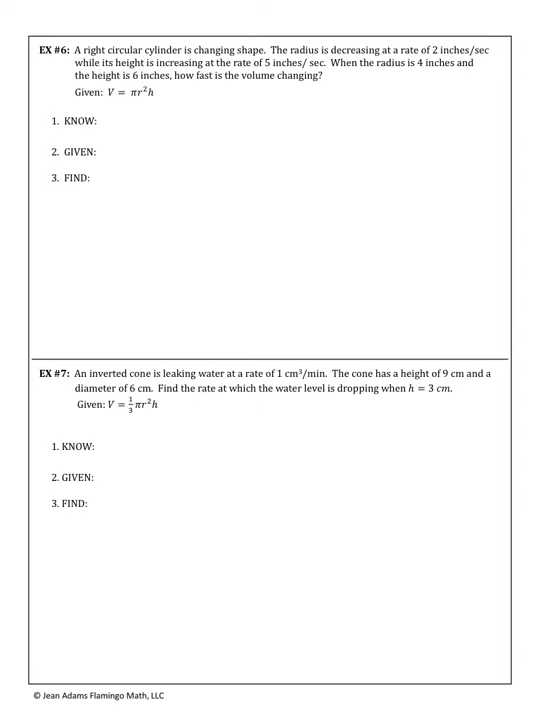 EX #6: A right circular cylinder is changing shape. The radius is decreasing at a rate of 2 inches/sec
while its height is increasing at the rate of 5 inches/ sec. When the radius is 4 inches and
the height is 6 inches, how fast is the volume changing?
Given: V = πr²h
1. KNOW:
2. GIVEN:
3. FIND:
EX #7: An inverted cone is leaking water at a rate of 1 cm³/min. The cone has a height of 9 cm and a
diameter of 6 cm. Find the rate at which the water level is dropping when h = 3 cm.
Given: V = 1/3 πr²h
1. KNOW:
2. GIVEN:
3. FIND:
© Jean Adams Flamingo Math, LLC